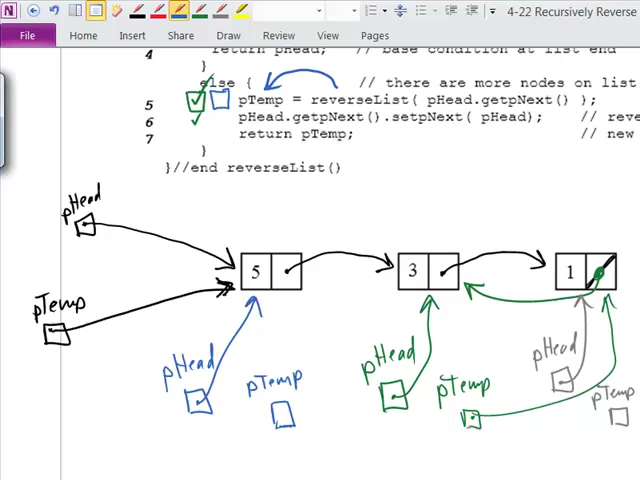 4-22 Recursively Reverse
File Home Insert Draw History Review View Pages
4 return pHead; // base condition at list end
}
else { // there are more nodes on list
5 pTemp = reverseList( pHead.getpNext() );
6 pHead.getpNext().setpNext( pHead); // reve
7 return pTemp; // new
}
}//end reverseList()
pHead
5 3 1
pTemp
pHead
pTemp
pHead
pTemp
pHead
pTemp